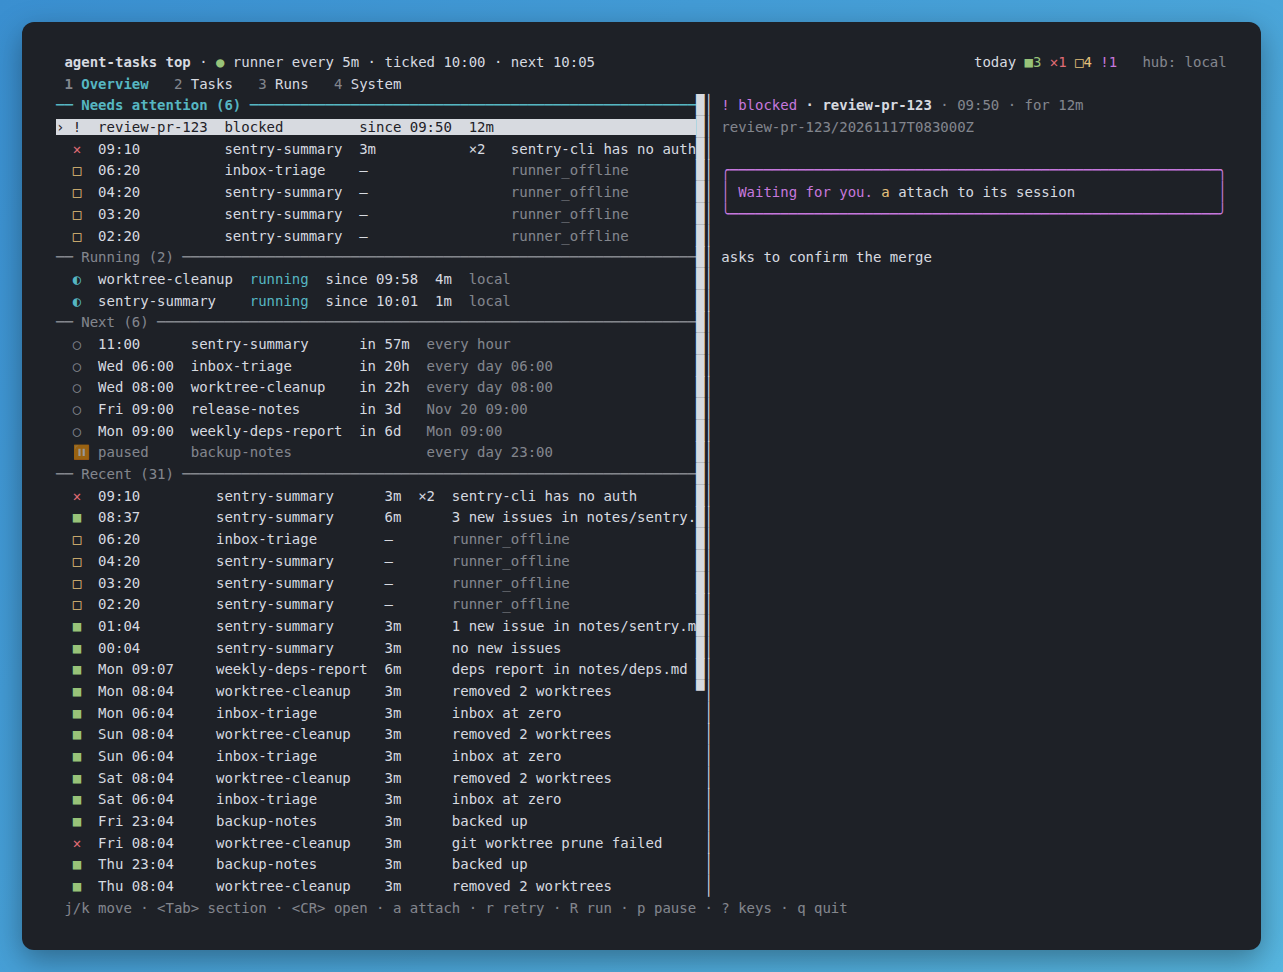 agent-tasks top · ● runner every 5m · ticked 10:00 · next 10:05 today ■3 ✕1 □4 !1 hub: local
1 Overview 2 Tasks 3 Runs 4 System
Needs attention (6)
› ! review-pr-123 blocked since 09:50 12m
✕ 09:10 sentry-summary 3m ×2 sentry-cli has no auth
□ 06:20 inbox-triage — runner_offline
□ 04:20 sentry-summary — runner_offline
□ 03:20 sentry-summary — runner_offline
□ 02:20 sentry-summary — runner_offline
Running (2)
◐ worktree-cleanup running since 09:58 4m local
◐ sentry-summary running since 10:01 1m local
Next (6)
○ 11:00 sentry-summary in 57m every hour
○ Wed 06:00 inbox-triage in 20h every day 06:00
○ Wed 08:00 worktree-cleanup in 22h every day 08:00
○ Fri 09:00 release-notes in 3d Nov 20 09:00
○ Mon 09:00 weekly-deps-report in 6d Mon 09:00
⏸ paused backup-notes every day 23:00
Recent (31)
✕ 09:10 sentry-summary 3m ×2 sentry-cli has no auth
■ 08:37 sentry-summary 6m 3 new issues in notes/sentry.
□ 06:20 inbox-triage — runner_offline
□ 04:20 sentry-summary — runner_offline
□ 03:20 sentry-summary — runner_offline
□ 02:20 sentry-summary — runner_offline
■ 01:04 sentry-summary 3m 1 new issue in notes/sentry.m
■ 00:04 sentry-summary 3m no new issues
■ Mon 09:07 weekly-deps-report 6m deps report in notes/deps.md
■ Mon 08:04 worktree-cleanup 3m removed 2 worktrees
■ Mon 06:04 inbox-triage 3m inbox at zero
■ Sun 08:04 worktree-cleanup 3m removed 2 worktrees
■ Sun 06:04 inbox-triage 3m inbox at zero
■ Sat 08:04 worktree-cleanup 3m removed 2 worktrees
■ Sat 06:04 inbox-triage 3m inbox at zero
■ Fri 23:04 backup-notes 3m backed up
✕ Fri 08:04 worktree-cleanup 3m git worktree prune failed
■ Thu 23:04 backup-notes 3m backed up
■ Thu 08:04 worktree-cleanup 3m removed 2 worktrees
! blocked · review-pr-123 · 09:50 · for 12m
review-pr-123/20261117T083000Z
Waiting for you. a attach to its session
asks to confirm the merge
j/k move · <Tab> section · <CR> open · a attach · r retry · R run · p pause · ? keys · q quit